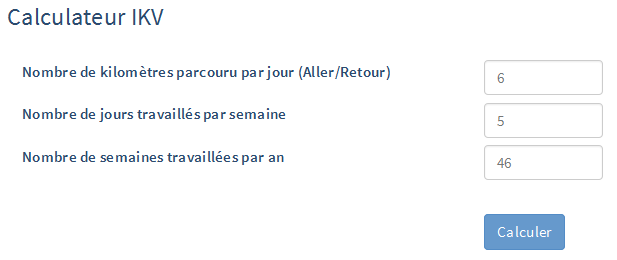 Calculateur IKV
Nombre de kilomètres parcouru par jour (Aller/Retour)
6
Nombre de jours travaillés par semaine
5
Nombre de semaines travaillées par an
46
Calculer